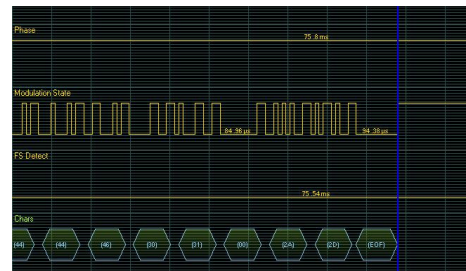 Phase
75.8 ms
Modulation State
84.96 µs 94.38 µs
FS Detect
75.54 ms
Chars
(44) (44) (46) (30) (31) (00) (2A) (2D) (EOF)